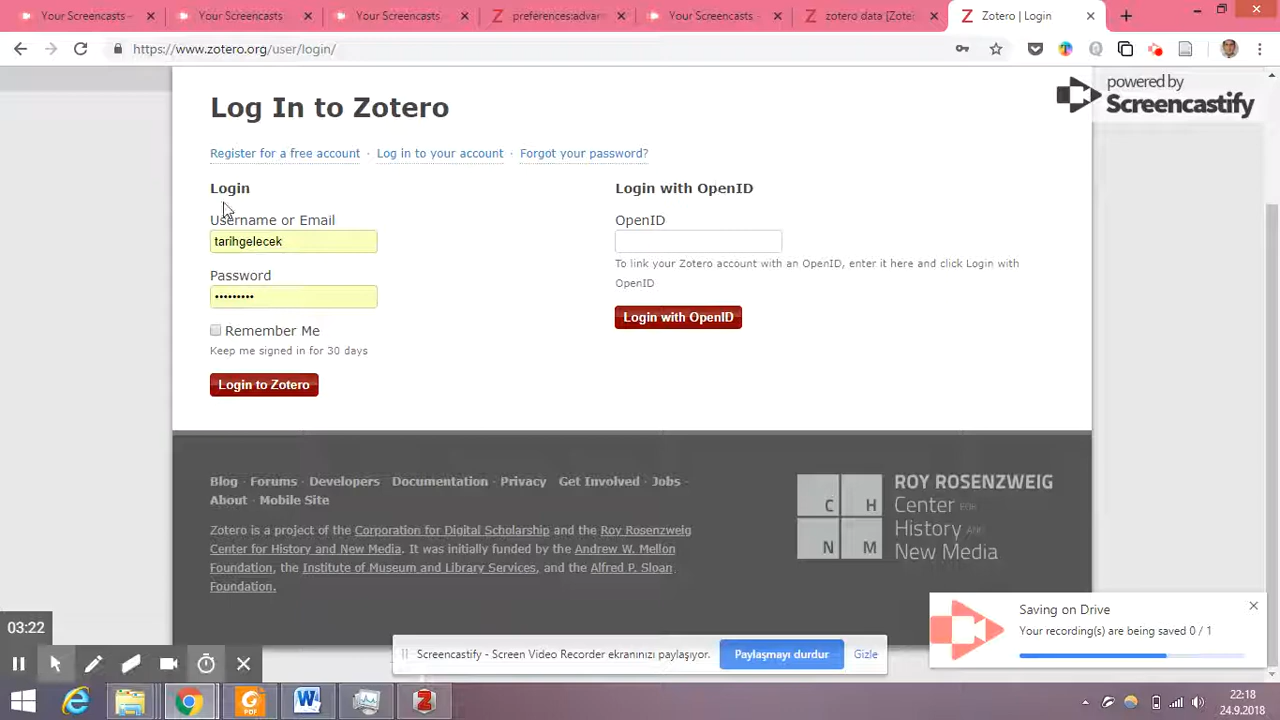 Your Screencasts
Your Screencasts
Your Screencasts
preferences:advan
Your Screencasts -
zotero data [Zoter
Zotero | Login
https://www.zotero.org/user/login/
powered by
Screencastify
Log In to Zotero
Register for a free account · Log in to your account · Forgot your password?
Login
Username or Email
tarihgelecek
Password
•••••••••
Remember Me
Keep me signed in for 30 days
Login to Zotero
Login with OpenID
OpenID
To link your Zotero account with an OpenID, enter it here and click Login with
OpenID
Login with OpenID
Blog · Forums · Developers Documentation · Privacy Get Involved · Jobs ·
About · Mobile Site
Zotero is a project of the Corporation for Digital Scholarship and the Roy Rosenzweig
Center for History and New Media. It was initially funded by the Andrew W. Mellon
Foundation, the Institute of Museum and Library Services, and the Alfred P. Sloan
Foundation.
C H
N M
ROY ROSENZWEIG
Center FOR
History AND
New Media
Saving on Drive
Your recording(s) are being saved 0 / 1
03:22
Screencastify - Screen Video Recorder ekranınızı paylaşıyor.
Paylaşmayı durdur
Gizle
22:18
24.9.2018